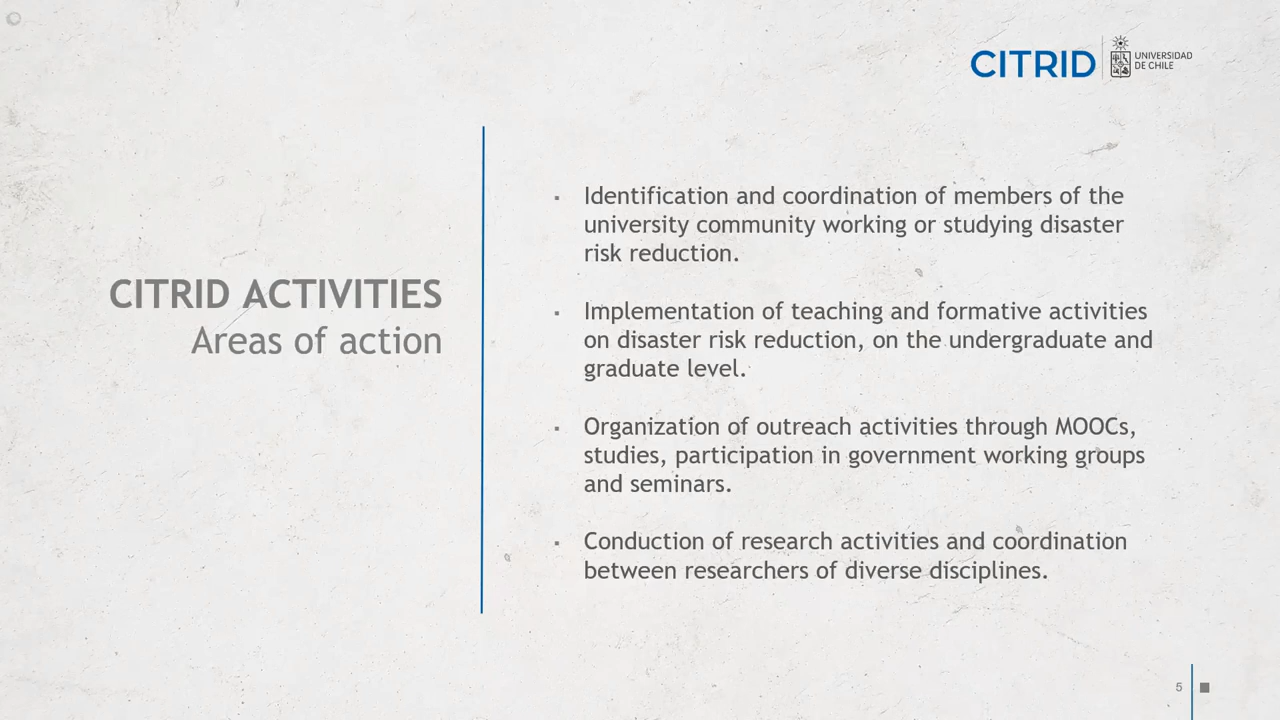 CITRID
UNIVERSIDAD
DE CHILE
CITRID ACTIVITIES
Areas of action
▪ Identification and coordination of members of the
university community working or studying disaster
risk reduction.
▪ Implementation of teaching and formative activities
on disaster risk reduction, on the undergraduate and
graduate level.
▪ Organization of outreach activities through MOOCs,
studies, participation in government working groups
and seminars.
▪ Conduction of research activities and coordination
between researchers of diverse disciplines.
5